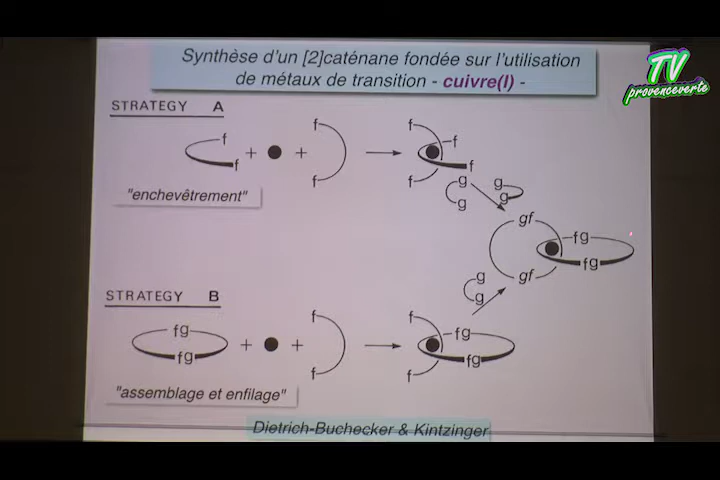 Synthèse d'un [2]caténane fondée sur l'utilisation
de métaux de transition - cuivre(I) -
TV
provenceverte
STRATEGY A
f
f
+
+
f
f
f
f
f
f
"enchevêtrement"
g
g
g
g
gf
gf
fg
fg
g
g
STRATEGY B
fg
fg
+
+
f
f
f
f
fg
fg
"assemblage et enfilage"
Dietrich-Buchecker & Kintzinger